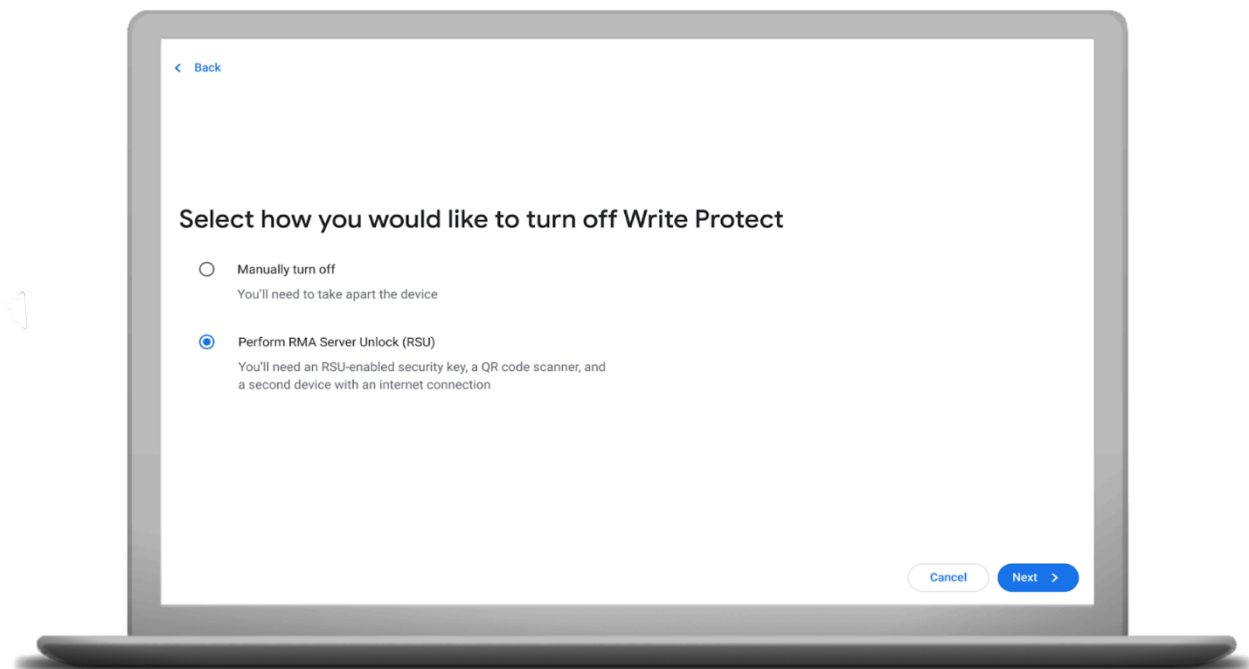 Back
Select how you would like to turn off Write Protect
Manually turn off
You'll need to take apart the device
Perform RMA Server Unlock (RSU)
You'll need an RSU-enabled security key, a QR code scanner, and
a second device with an internet connection
Cancel
Next